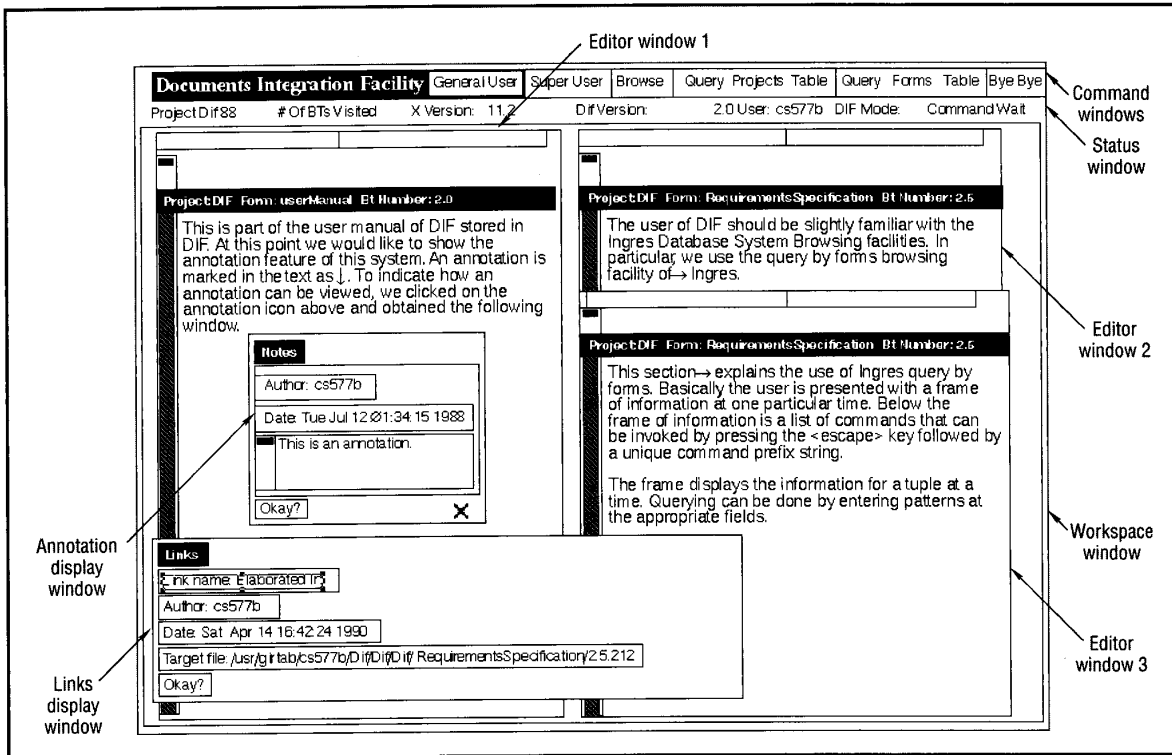 Editor window 1
Documents Integration Facility General User Super User Browse Query Projects Table Query Forms Table Bye Bye
Command
windows
Project Dif88 # Of BTs Visited X Version: 11.2 Dif Version: 2.0 User: cs577b DIF Mode: Command Wait
Status
window
Project:DIF Form: userManual Bt Number: 2.0
This is part of the user manual of DIF stored in
DIF. At this point we would like to show the
annotation feature of this system. An annotation is
marked in the text as ↓. To indicate how an
annotation can be viewed, we clicked on the
annotation icon above and obtained the following
window.
Notes
Author: cs577b
Date: Tue Jul 12 01:34:15 1988
This is an annotation.
Okay?
Annotation
display
window
Project:DIF Form: RequirementsSpecification Bt Number: 2.5
The user of DIF should be slightly familiar with the
Ingres Database System Browsing facilities. In
particular, we use the query by forms browsing
facility of→ Ingres.
Editor
window 2
Project:DIF Form: RequirementsSpecification Bt Number: 2.5
This section→ explains the use of Ingres query by
forms. Basically the user is presented with a frame
of information at one particular time. Below the
frame of information is a list of commands that can
be invoked by pressing the <escape> key followed by
a unique command prefix string.
The frame displays the information for a tuple at a
time. Querying can be done by entering patterns at
the appropriate fields.
Workspace
window
Editor
window 3
Links
Link name: Elaborated In
Author: cs577b
Date: Sat Apr 14 16:42:24 1990
Target file: /usr/girtab/cs577b/Dif/Dif/Dif/ RequirementsSpecification/2.5.212
Okay?
Links
display
window